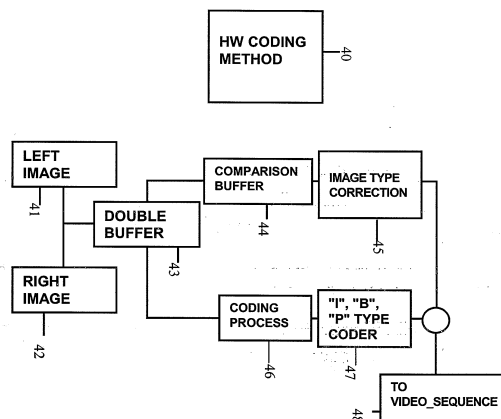 HW CODING
METHOD
40
LEFT
IMAGE
41
DOUBLE
BUFFER
43
COMPARISON
BUFFER
44
IMAGE TYPE
CORRECTION
45
RIGHT
IMAGE
42
CODING
PROCESS
46
"I", "B",
"P" TYPE
CODER
47
TO
VIDEO_SEQUENCE
48